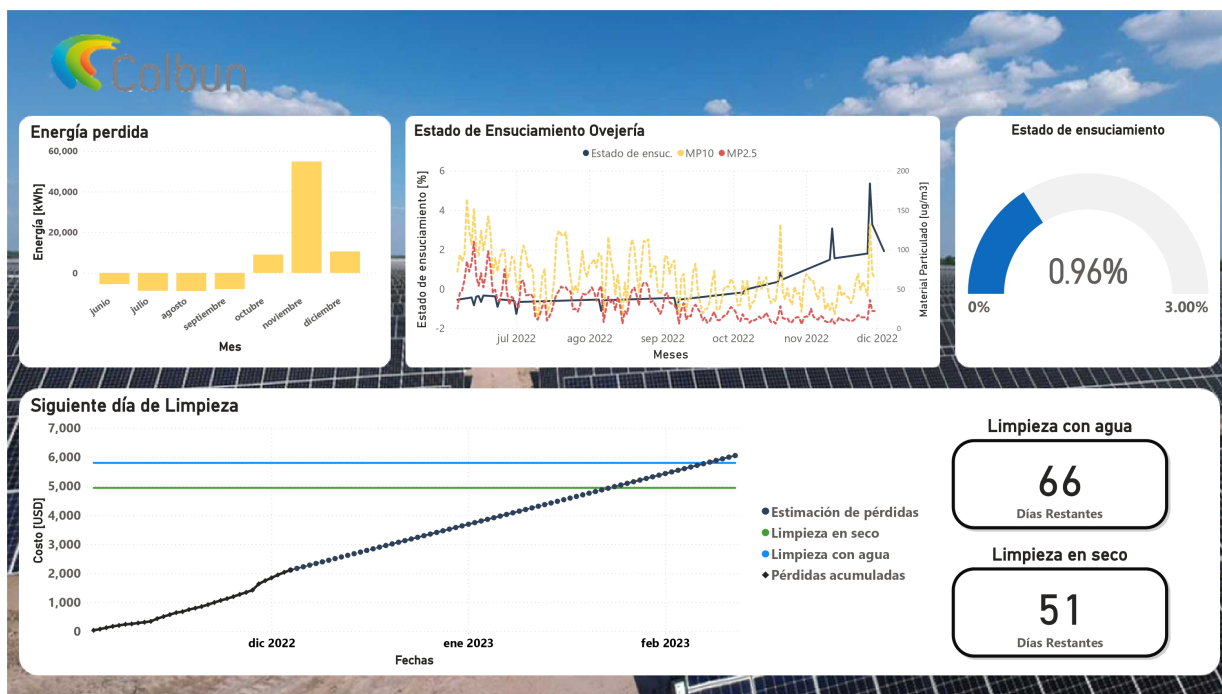 Colbun
Energía perdida
60,000
40,000
20,000
0
Energía [kWh]
junio
julio
agosto
septiembre
octubre
noviembre
diciembre
Mes
Estado de Ensuciamiento Ovejería
Estado de ensuc. MP10 MP2.5
6
4
2
0
-2
Estado de ensuciamiento [%]
200
150
100
50
0
Material Particulado [ug/m3]
jul 2022 ago 2022 sep 2022 oct 2022 nov 2022 dic 2022
Meses
Estado de ensuciamiento
0.96%
0% 3.00%
Siguiente día de Limpieza
7,000
6,000
5,000
4,000
3,000
2,000
1,000
0
Costo [USD]
dic 2022 ene 2023 feb 2023
Fechas
Estimación de pérdidas
Limpieza en seco
Limpieza con agua
Pérdidas acumuladas
Limpieza con agua
66
Días Restantes
Limpieza en seco
51
Días Restantes